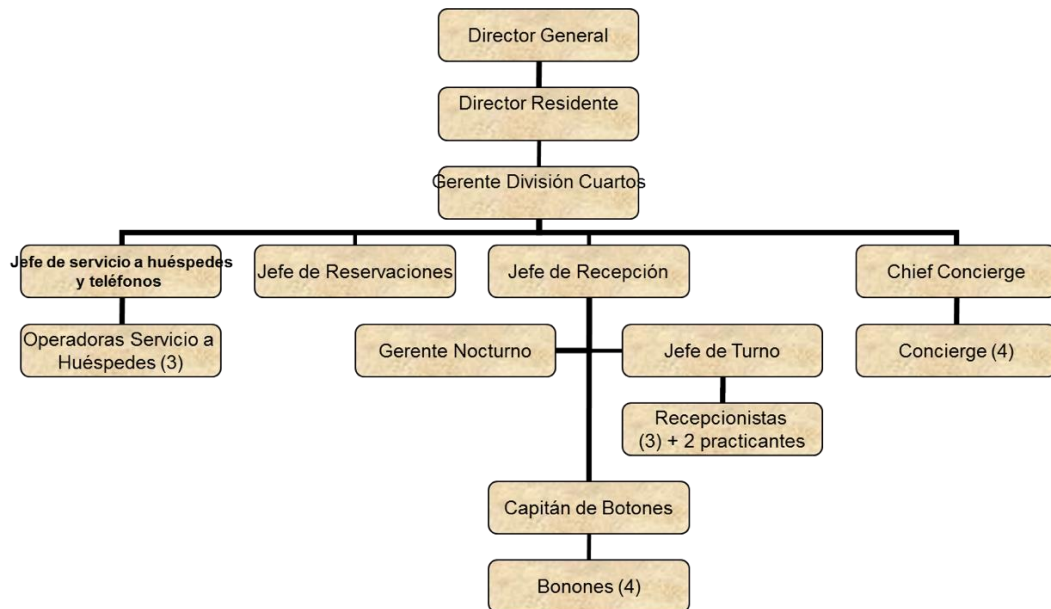 Director General
Director Residente
Gerente División Cuartos
Jefe de servicio a huéspedes
y teléfonos
Jefe de Reservaciones
Jefe de Recepción
Chief Concierge
Operadoras Servicio a
Huéspedes (3)
Gerente Nocturno
Jefe de Turno
Concierge (4)
Recepcionistas
(3) + 2 practicantes
Capitán de Botones
Bonones (4)